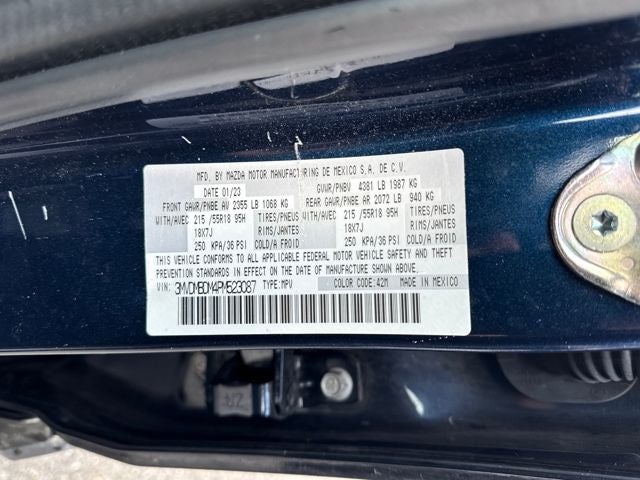 MFD. BY MAZDA MOTOR MANUFACTURING DE MEXICO S.A. DE C.V.
DATE 01/23 GVWR/PNBV 4381 LB 1987 KG
FRONT GAWR/PNBE AV 2355 LB 1068 KG REAR GAWR/PNBE AR 2072 LB 940 KG
WITH/AVEC 215 /55R18 95H TIRES/PNEUS WITH/AVEC 215 /55R18 95H TIRES/PNEUS
18X7J RIMS/JANTES 18X7J RIMS/JANTES
250 KPA/36 PSI COLD/A FROID 250 KPA/36 PSI COLD/A FROID
THIS VEHICLE CONFORMS TO ALL APPLICABLE FEDERAL MOTOR VEHICLE SAFETY AND THEFT
PREVENTION STANDARDS IN EFFECT ON THE DATE OF MANUFACTURE SHOWN ABOVE.
VIN: 3MVDMBDM4PM523087 TYPE:MPV COLOR CODE:42M MADE IN MEXICO